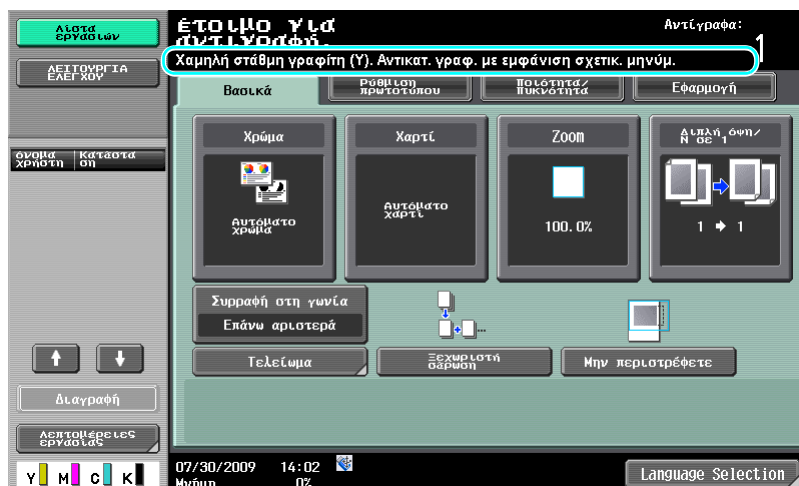 Λίστα
εργασιών
ΛΕΙΤΟΥΡΓΙΑ
ΕΛΕΓΧΟΥ
όνομα χρήστη
Κατάσταση
Διαγραφή
Λεπτομέρειες
εργασίας
Y M C K
έτοιμο για
αντιγραφή.
Αντίγραφα:
1
Χαμηλή στάθμη γραφίτη (Y). Αντικατ. γραφ. με εμφάνιση σχετικ. μηνύμ.
Βασικά
Ρύθμιση
πρωτοτύπου
Ποιότητα/
Πυκνότητα
Εφαρμογή
Χρώμα
Αυτόματο
χρώμα
Χαρτί
Αυτόματο
χαρτί
Zoom
100.0%
Διπλή όψη/
N σε 1
1 → 1
Συρραφή στη γωνία
Επάνω αριστερά
Τελείωμα
Ξεχωριστή
σάρωση
Μην περιστρέφετε
07/30/2009 14:02
Μνήμη 0%
Language Selection